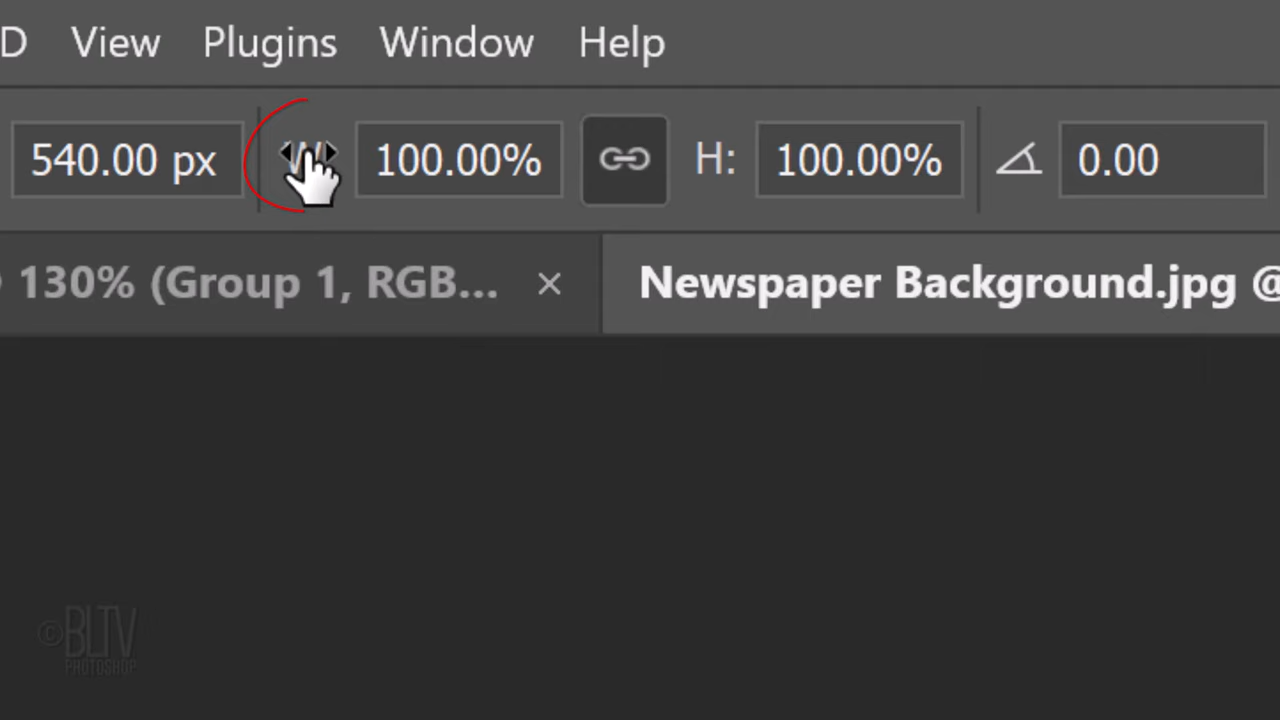 D View Plugins Window Help
540.00 px W 100.00% H: 100.00% 0.00
130% (Group 1, RGB... × Newspaper Background.jpg @
©BLTV
PHOTOSHOP